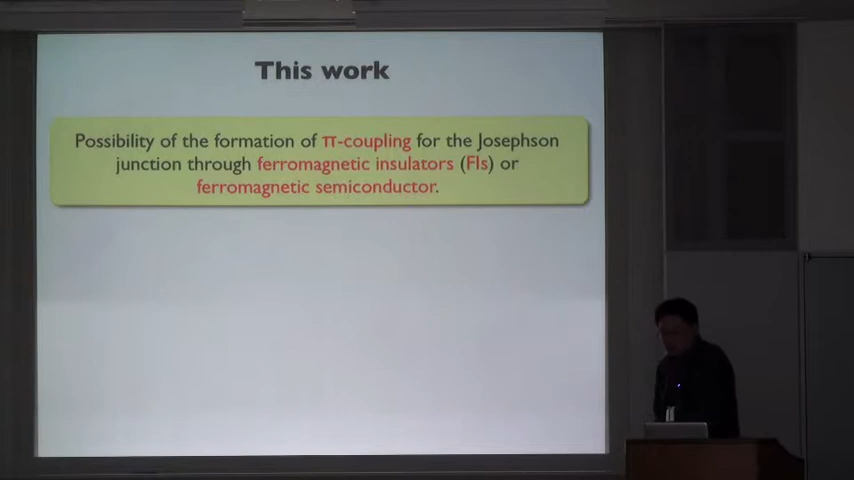 This work
Possibility of the formation of π-coupling for the Josephson
junction through ferromagnetic insulators (FIs) or
ferromagnetic semiconductor.